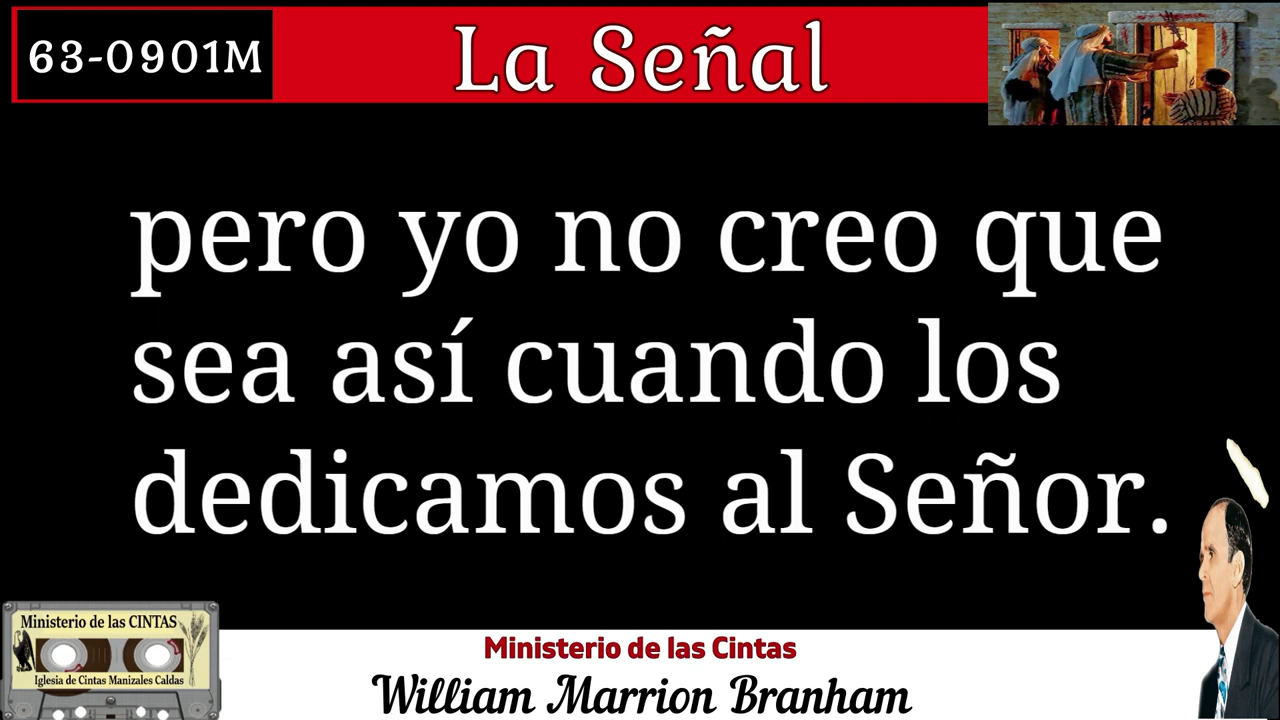 63-0901M
La Señal
pero yo no creo que
sea así cuando los
dedicamos al Señor.
Ministerio de las CINTAS
Iglesia de Cintas Manizales Caldas
Ministerio de las Cintas
William Marrion Branham